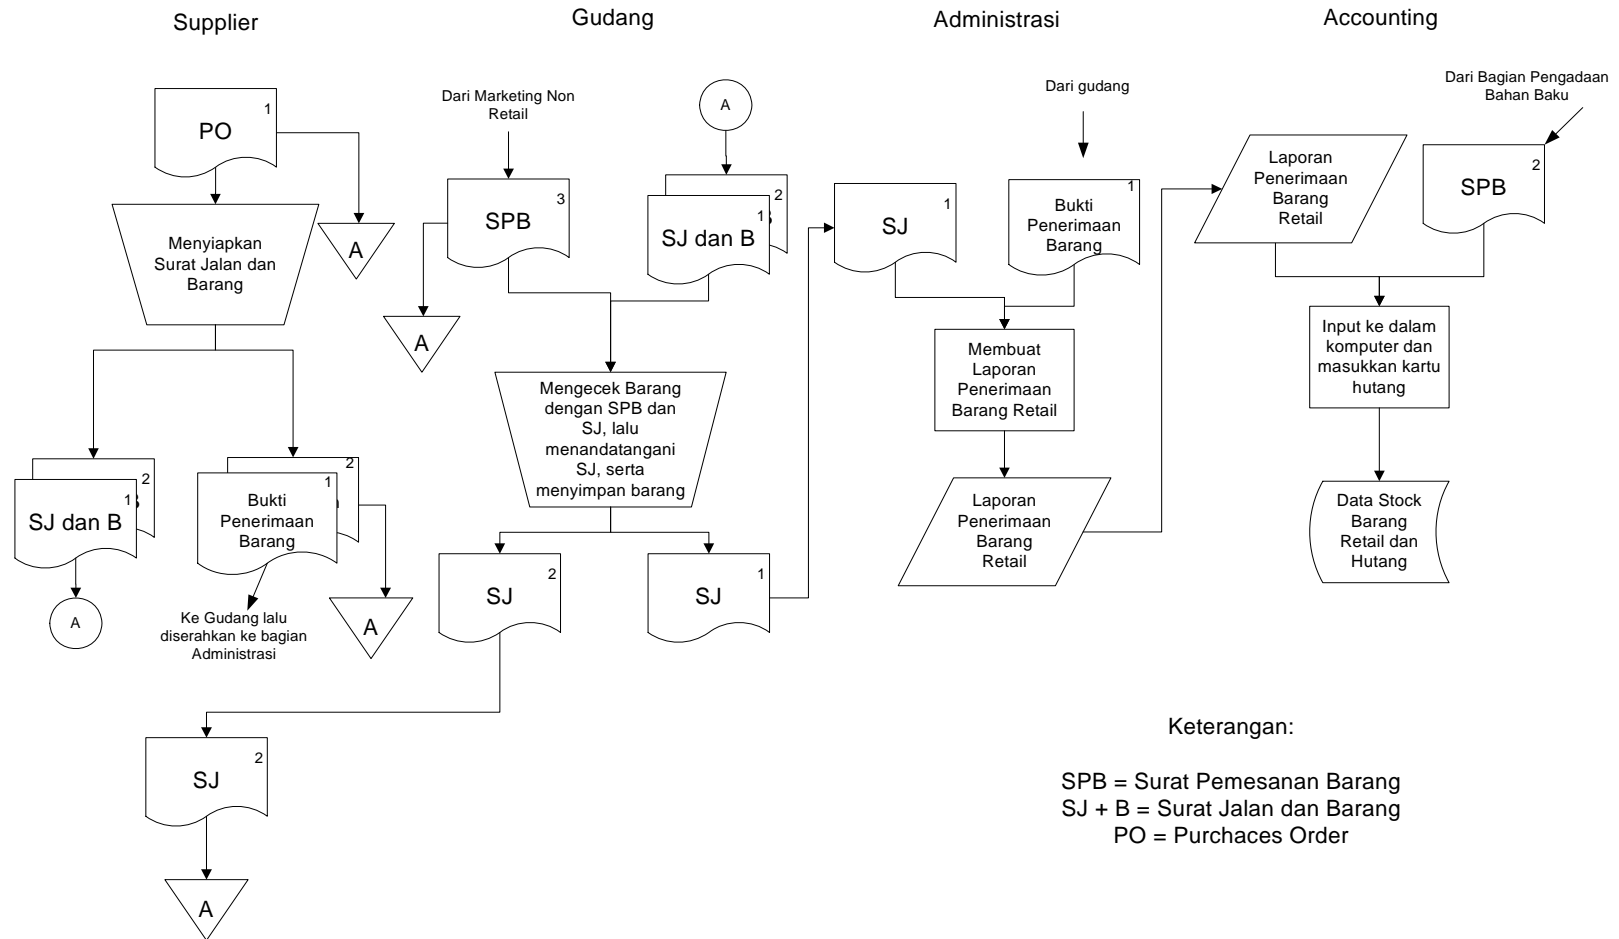 Supplier
Gudang
Administrasi
Accounting
1
PO
A
Menyiapkan
Surat Jalan dan
Barang
2
1
SJ dan B
A
2
1
Bukti
Penerimaan
Barang
Ke Gudang lalu
diserahkan ke bagian
Administrasi
A
2
SJ
A
Dari Marketing Non
Retail
3
SPB
A
A
2
1
SJ dan B
Mengecek Barang
dengan SPB dan
SJ, lalu
menandatangani
SJ, serta
menyimpan barang
2
SJ
1
SJ
1
SJ
Dari gudang
1
Bukti
Penerimaan
Barang
Membuat
Laporan
Penerimaan
Barang Retail
Laporan
Penerimaan
Barang
Retail
Laporan
Penerimaan
Barang
Retail
Dari Bagian Pengadaan
Bahan Baku
2
SPB
Input ke dalam
komputer dan
masukkan kartu
hutang
Data Stock
Barang
Retail dan
Hutang
Keterangan:
SPB = Surat Pemesanan Barang
SJ + B = Surat Jalan dan Barang
PO = Purchaces Order